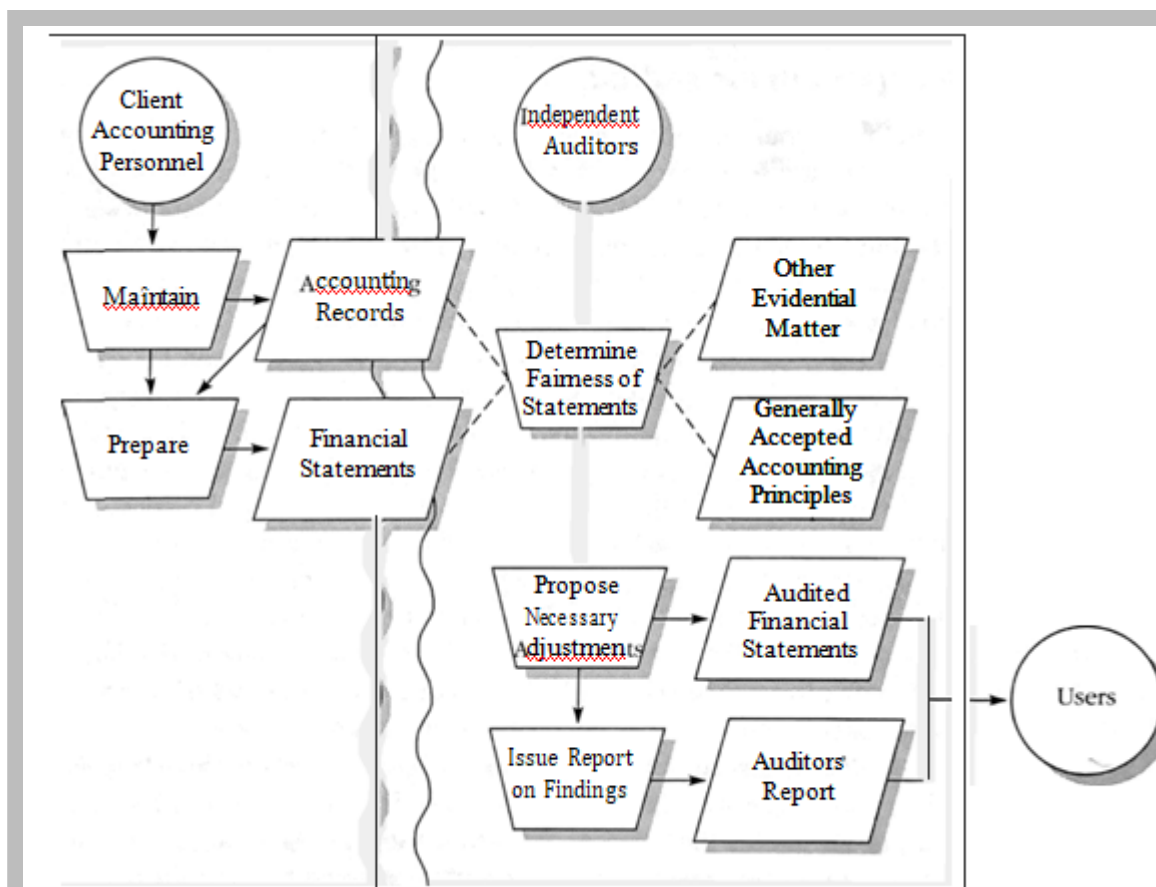 Client
Accounting
Personnel
Independent
Auditors
Maintain
Accounting
Records
Other
Evidential
Matter
Determine
Fairness of
Statements
Prepare
Financial
Statements
Generally
Accepted
Accounting
Principles
Propose
Necessary
Adjustments
Audited
Financial
Statements
Users
Issue Report
on Findings
Auditors'
Report